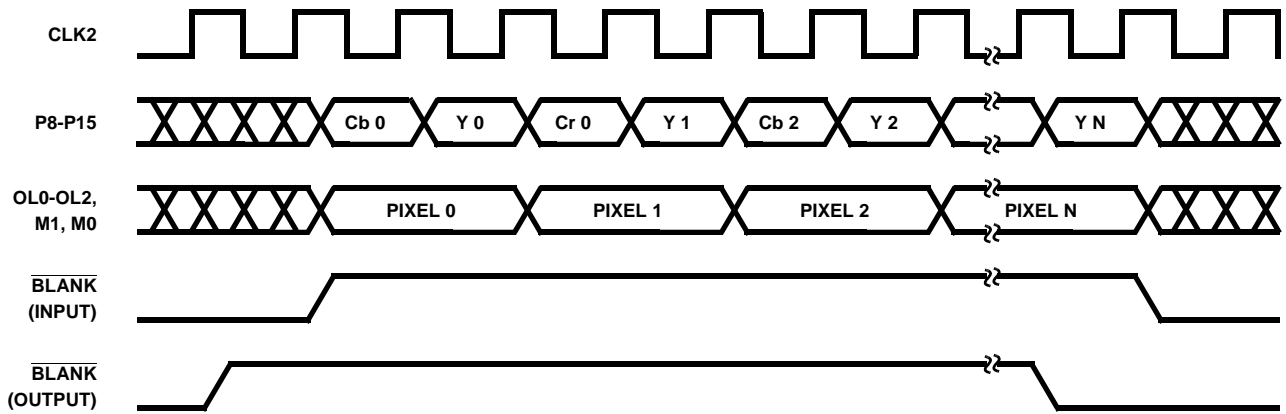 CLK2
P8-P15
Cb 0 Y 0 Cr 0 Y 1 Cb 2 Y 2 Y N
OL0-OL2,
M1, M0
PIXEL 0 PIXEL 1 PIXEL 2 PIXEL N
BLANK
(INPUT)
BLANK
(OUTPUT)